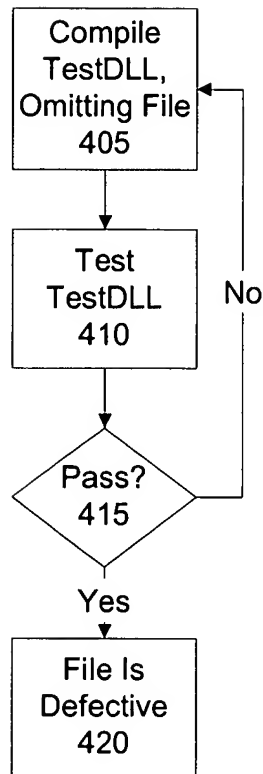 Compile
TestDLL,
Omitting File
405
Test
TestDLL
410
No
Pass?
415
Yes
File Is
Defective
420